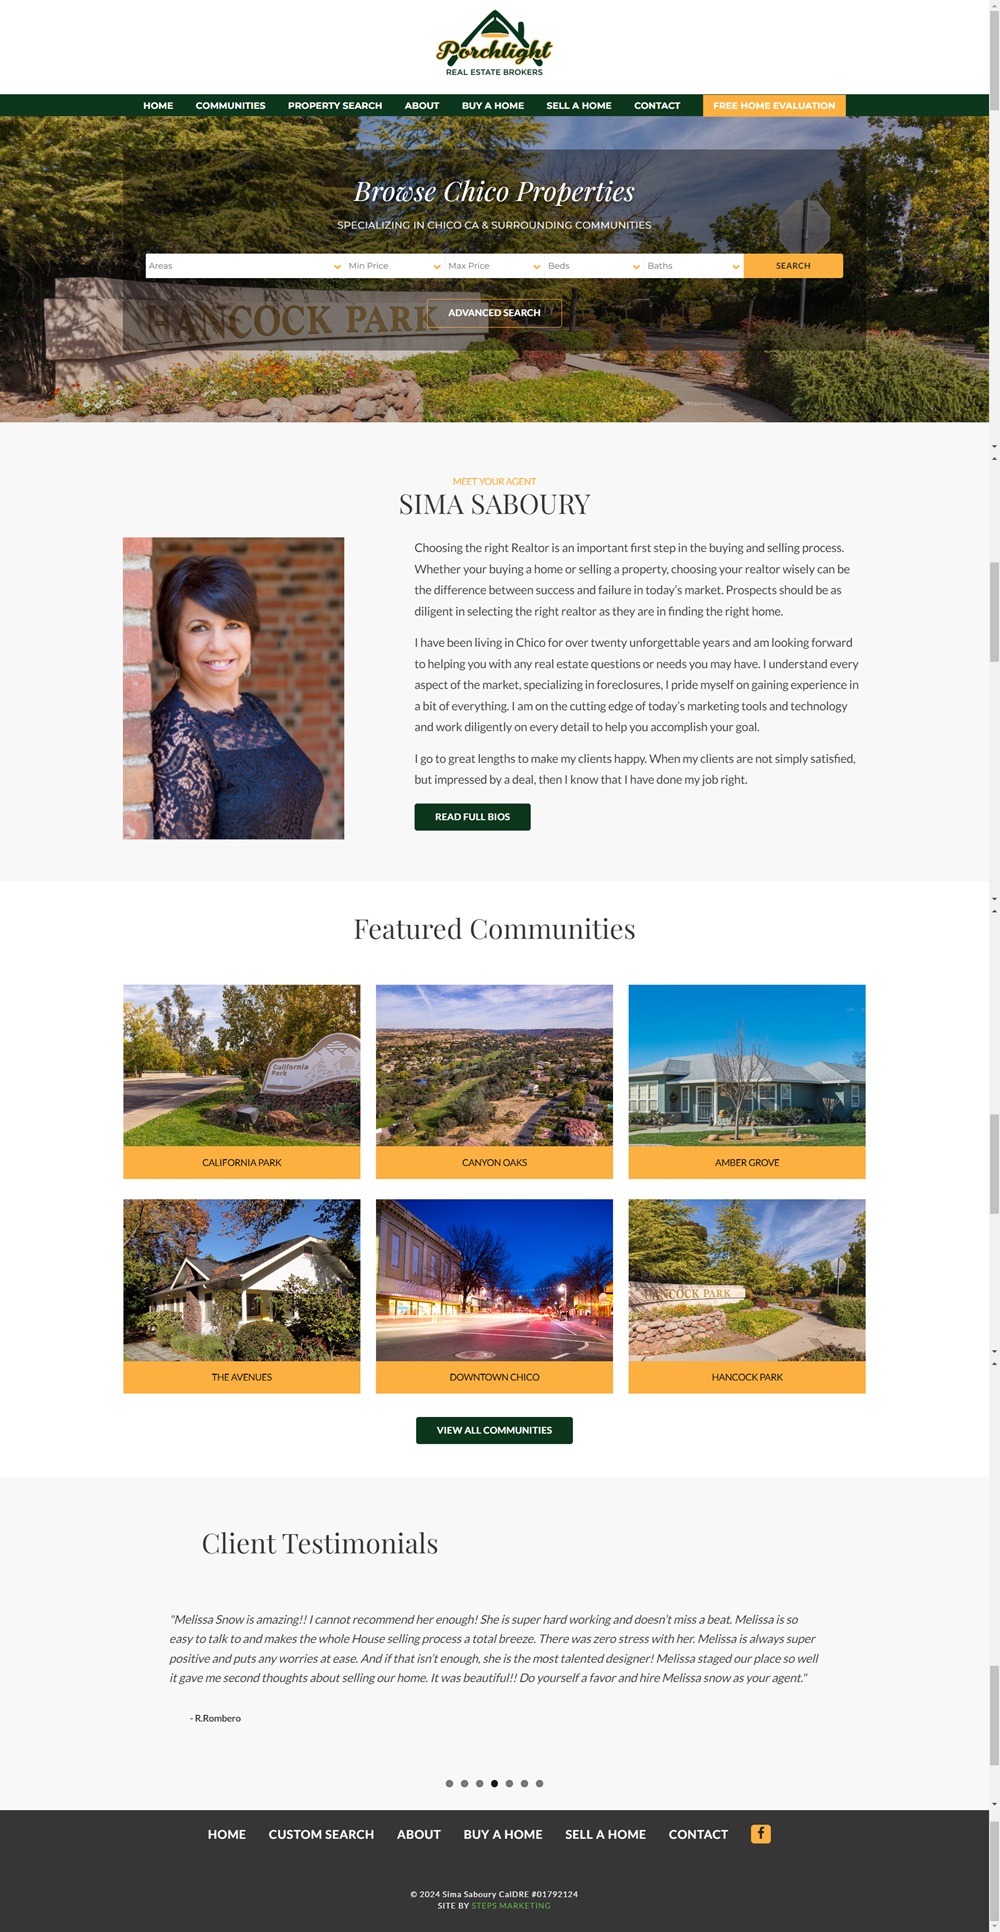 Porchlight
REAL ESTATE BROKERS
HOME COMMUNITIES PROPERTY SEARCH ABOUT BUY A HOME SELL A HOME CONTACT FREE HOME EVALUATION
Browse Chico Properties
SPECIALIZING IN CHICO CA & SURROUNDING COMMUNITIES
Areas Min Price Max Price Beds Baths SEARCH
HANCOCK PARK
ADVANCED SEARCH
MEET YOUR AGENT
SIMA SABOURY
Choosing the right Realtor is an important first step in the buying and selling process.
Whether your buying a home or selling a property, choosing your realtor wisely can be
the difference between success and failure in today's market. Prospects should be as
diligent in selecting the right realtor as they are in finding the right home.
I have been living in Chico for over twenty unforgettable years and am looking forward
to helping you with any real estate questions or needs you may have. I understand every
aspect of the market, specializing in foreclosures, I pride myself on gaining experience in
a bit of everything. I am on the cutting edge of today's marketing tools and technology
and work diligently on every detail to help you accomplish your goal.
I go to great lengths to make my clients happy. When my clients are not simply satisfied,
but impressed by a deal, then I know that I have done my job right.
READ FULL BIOS
Featured Communities
California
Park
CALIFORNIA PARK CANYON OAKS AMBER GROVE
HANCOCK PARK
THE AVENUES DOWNTOWN CHICO HANCOCK PARK
VIEW ALL COMMUNITIES
Client Testimonials
"Melissa Snow is amazing!! I cannot recommend her enough! She is super hard working and doesn't miss a beat. Melissa is so
easy to talk to and makes the whole House selling process a total breeze. There was zero stress with her. Melissa is always super
positive and puts any worries at ease. And if that isn't enough, she is the most talented designer! Melissa staged our place so well
it gave me second thoughts about selling our home. It was beautiful!! Do yourself a favor and hire Melissa snow as your agent."
- R.Rombero
HOME CUSTOM SEARCH ABOUT BUY A HOME SELL A HOME CONTACT f
© 2024 Sima Saboury CalDRE #01792124
SITE BY STEPS MARKETING